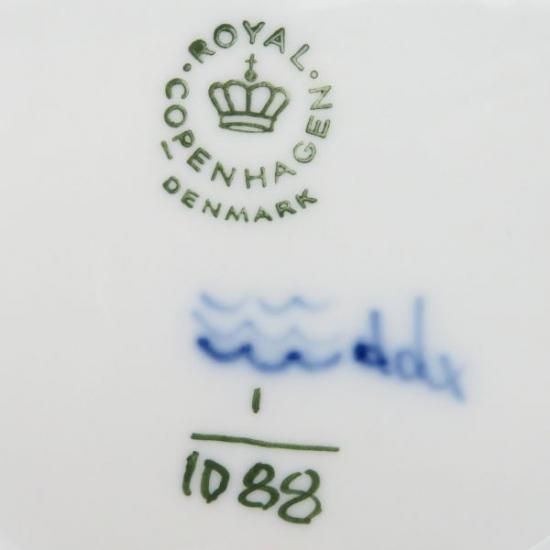 ROYAL
COPENHAGEN
DENMARK
1
1088